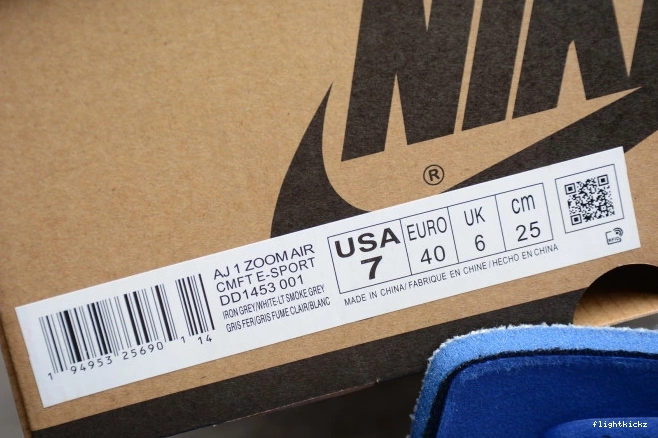 NIKE
®
AJ 1 ZOOM AIR
CMFT E-SPORT
DD1453 001
IRON GREY/WHITE-LT SMOKE GREY
GRIS FER/GRIS FUME CLAIR/BLANC
1 94953 25690 1 14
USA
7
EURO
40
UK
6
cm
25
MADE IN CHINA/FABRIQUE EN CHINE/HECHO EN CHINA
RFID
flightkickz